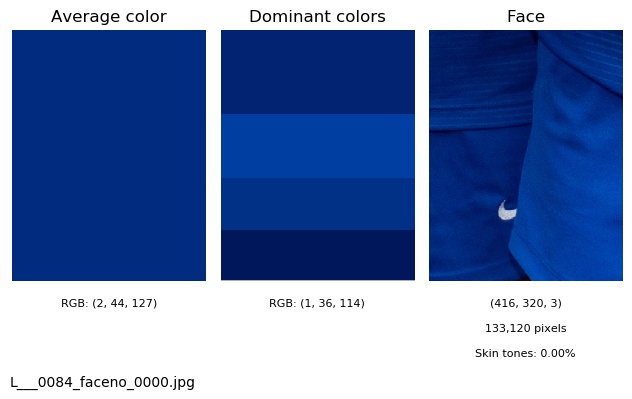 Average color
Dominant colors
Face
RGB: (2, 44, 127)
RGB: (1, 36, 114)
(416, 320, 3)
133,120 pixels
Skin tones: 0.00%
L___0084_faceno_0000.jpg